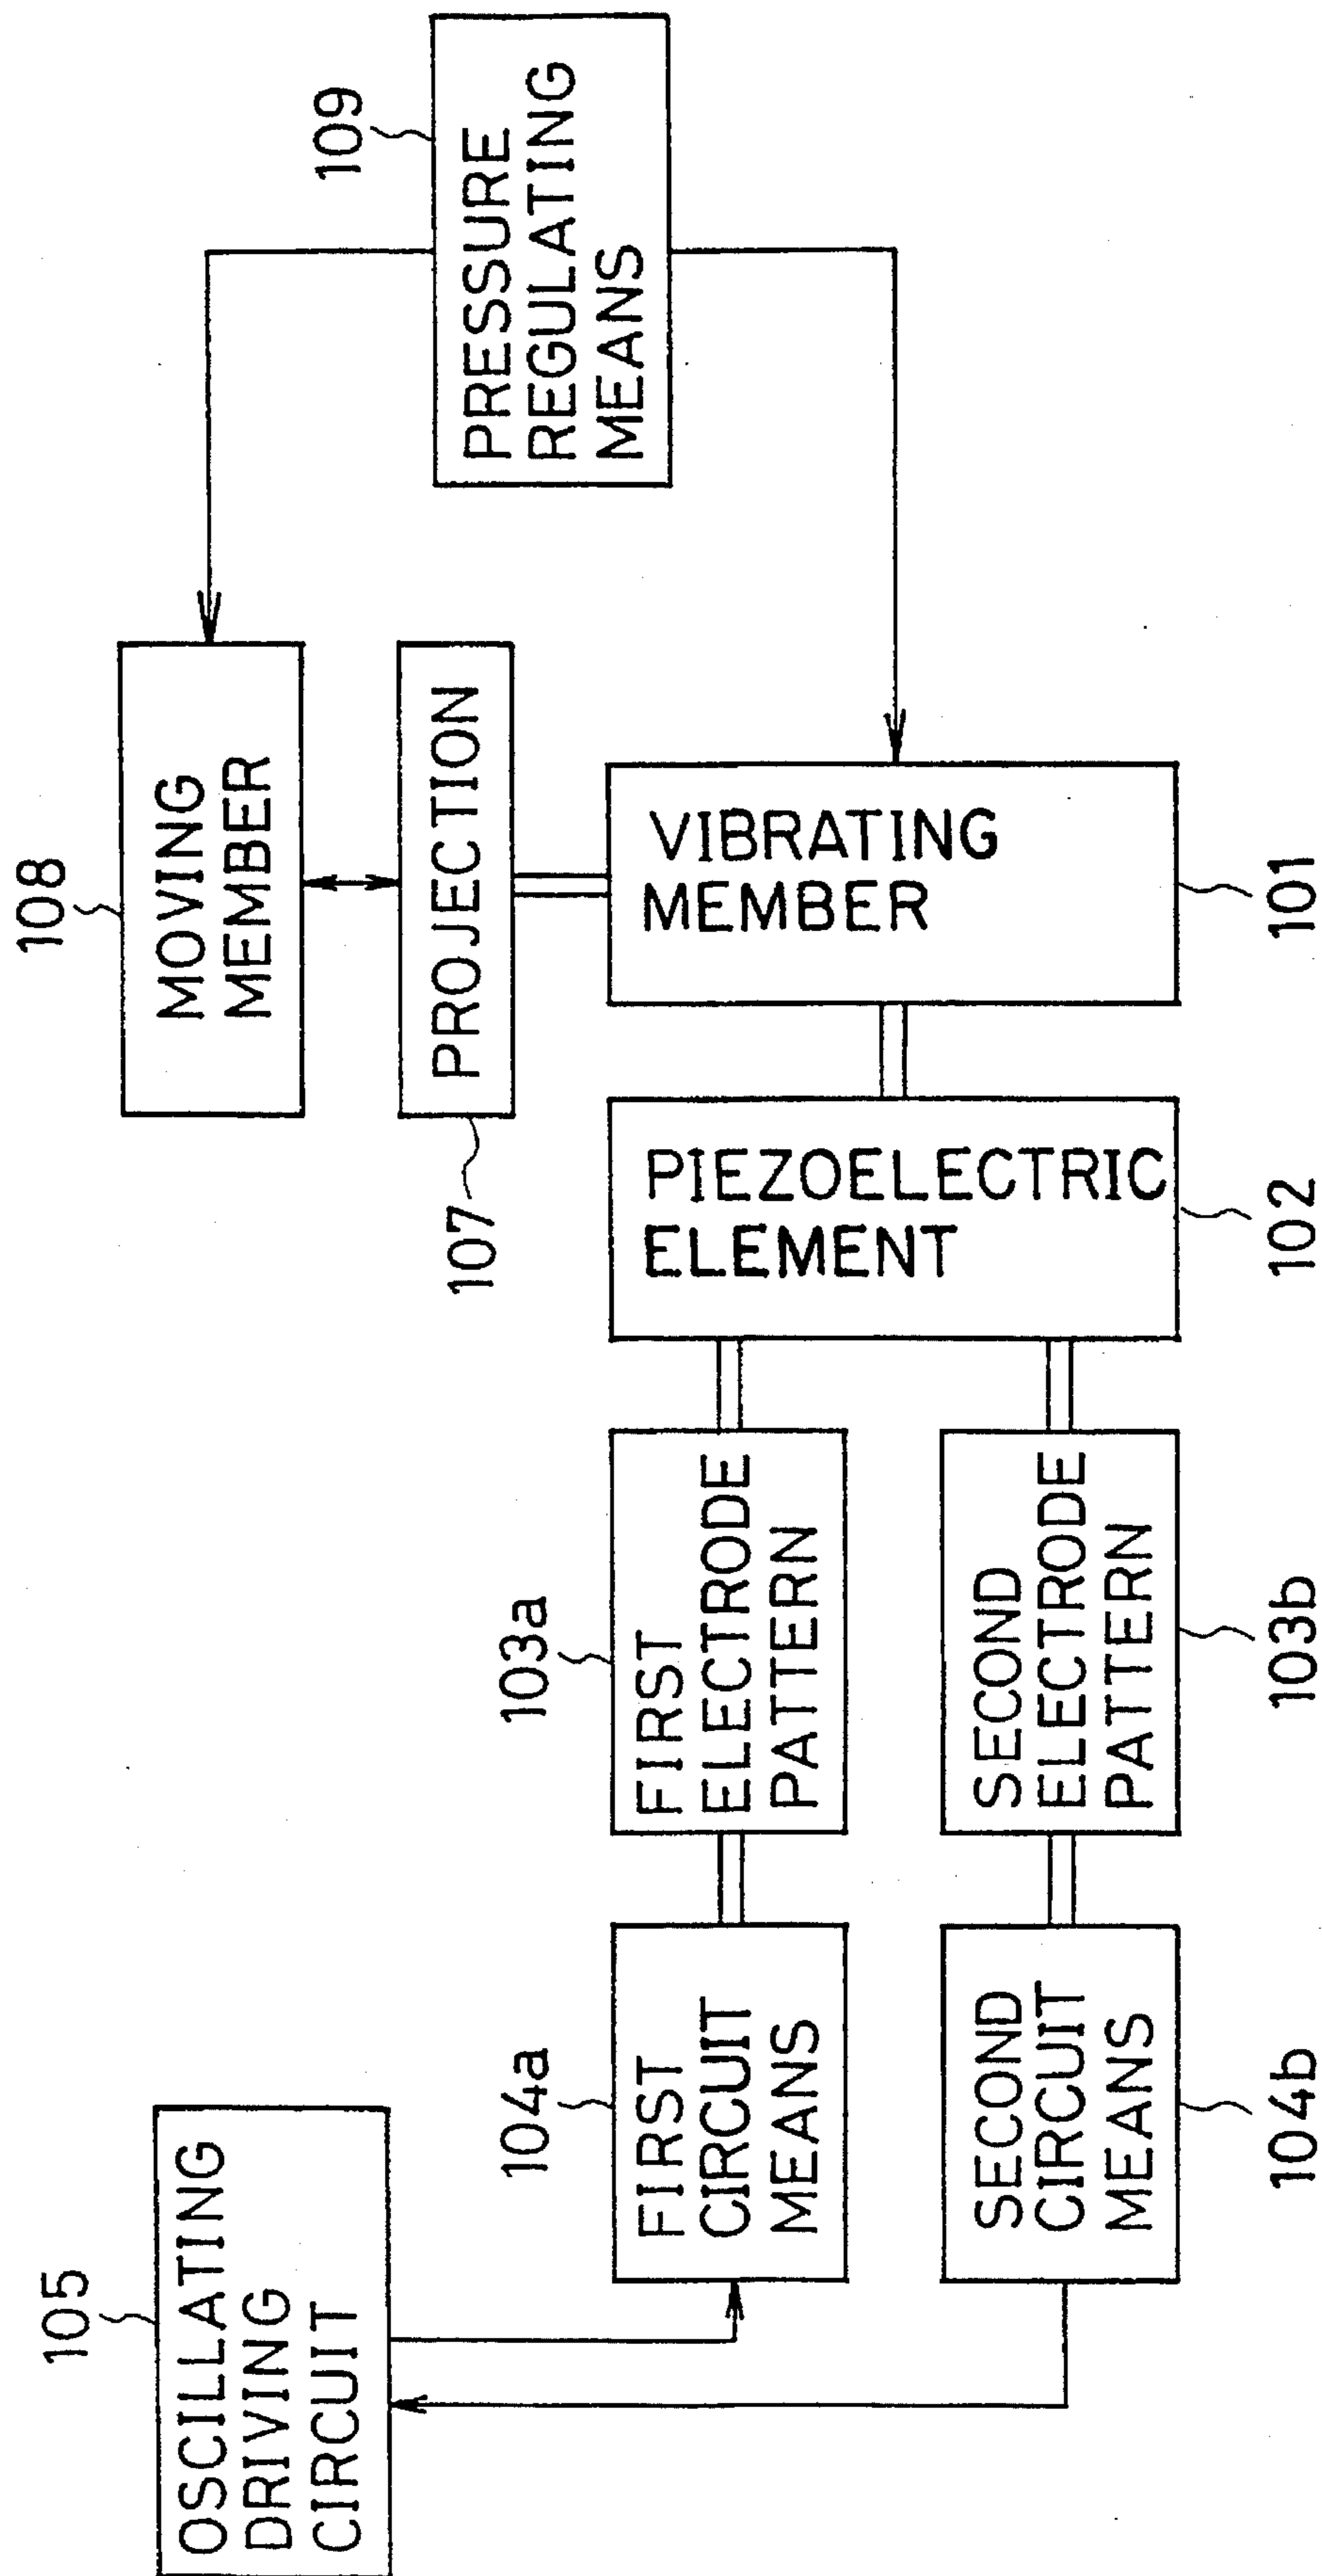 105
OSCILLATING
DRIVING
CIRCUIT
104a
FIRST
CIRCUIT
MEANS
104b
SECOND
CIRCUIT
MEANS
103a
FIRST
ELECTRODE
PATTERN
103b
SECOND
ELECTRODE
PATTERN
PIEZOELECTRIC
ELEMENT
102
VIBRATING
MEMBER
101
107
PROJECTION
108
MOVING
MEMBER
109
PRESSURE
REGULATING
MEANS